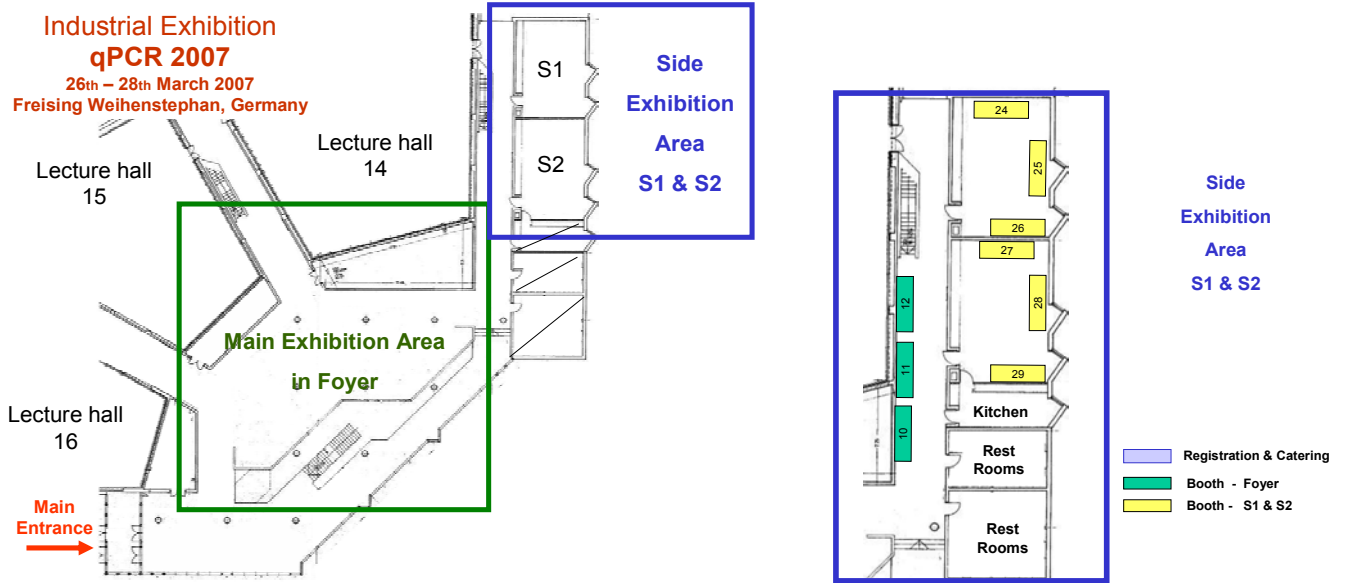 Industrial Exhibition
qPCR 2007
26th – 28th March 2007
Freising Weihenstephan, Germany
Lecture hall
15
Lecture hall
14
S1
S2
Side
Exhibition
Area
S1 & S2
Main Exhibition Area
in Foyer
Lecture hall
16
Main
Entrance
24
25
26
27
28
29
12
11
10
Kitchen
Rest
Rooms
Rest
Rooms
Side
Exhibition
Area
S1 & S2
Registration & Catering
Booth - Foyer
Booth - S1 & S2